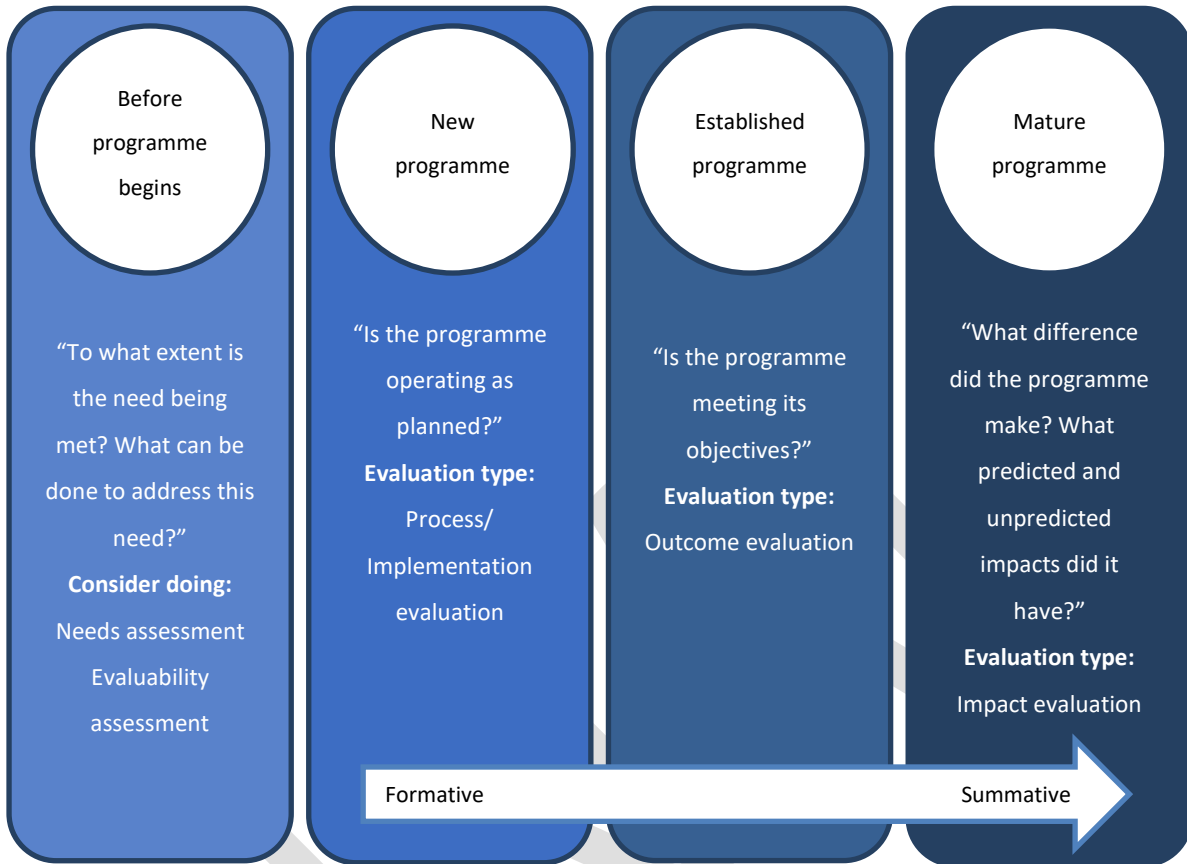 Before
programme
begins
“To what extent is
the need being
met? What can be
done to address this
need?”
Consider doing:
Needs assessment
Evaluability
assessment
New
programme
“Is the programme
operating as
planned?”
Evaluation type:
Process/
Implementation
evaluation
Established
programme
“Is the programme
meeting its
objectives?”
Evaluation type:
Outcome evaluation
Mature
programme
“What difference
did the programme
make? What
predicted and
unpredicted
impacts did it
have?”
Evaluation type:
Impact evaluation
Formative
Summative